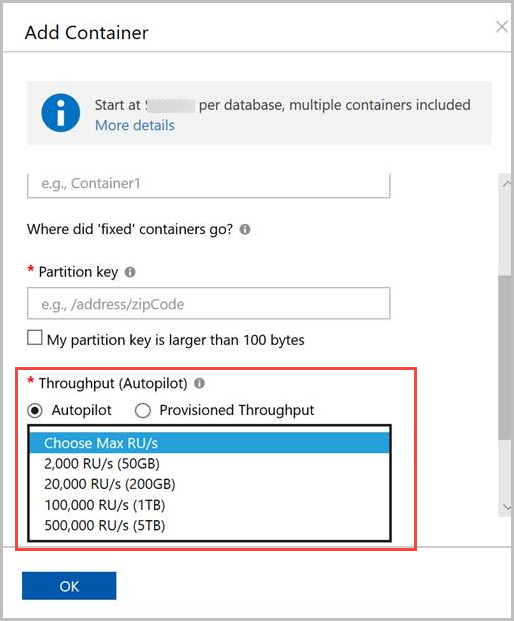 Add Container
Start at per database, multiple containers included
More details
e.g., Container1
Where did 'fixed' containers go?
* Partition key
e.g., /address/zipCode
My partition key is larger than 100 bytes
* Throughput (Autopilot)
Autopilot Provisioned Throughput
Choose Max RU/s
2,000 RU/s (50GB)
20,000 RU/s (200GB)
100,000 RU/s (1TB)
500,000 RU/s (5TB)
OK